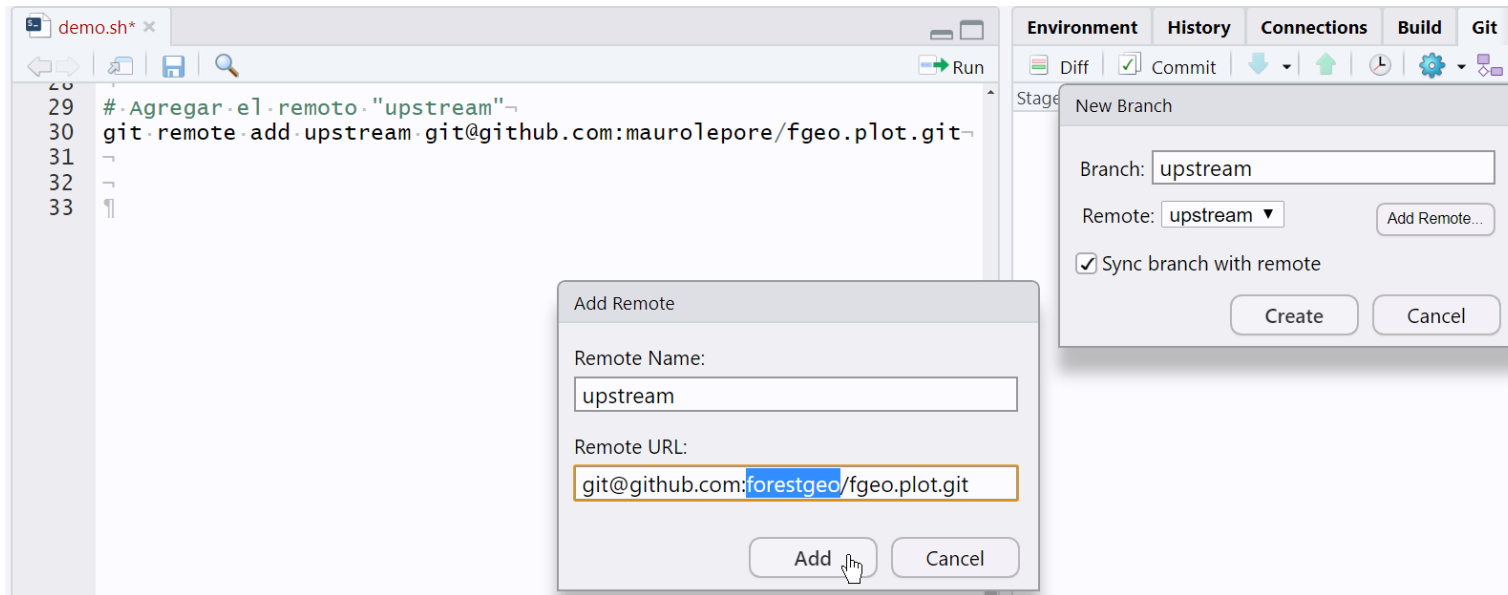 demo.sh*
Run
28
29 # Agregar el remoto "upstream"
30 git remote add upstream git@github.com:maurolepore/fgeo.plot.git
31
32
33
Environment History Connections Build Git
Diff Commit
Stage
New Branch
Branch: upstream
Remote: upstream Add Remote...
Sync branch with remote
Create Cancel
Add Remote
Remote Name:
upstream
Remote URL:
git@github.com:forestgeo/fgeo.plot.git
Add Cancel